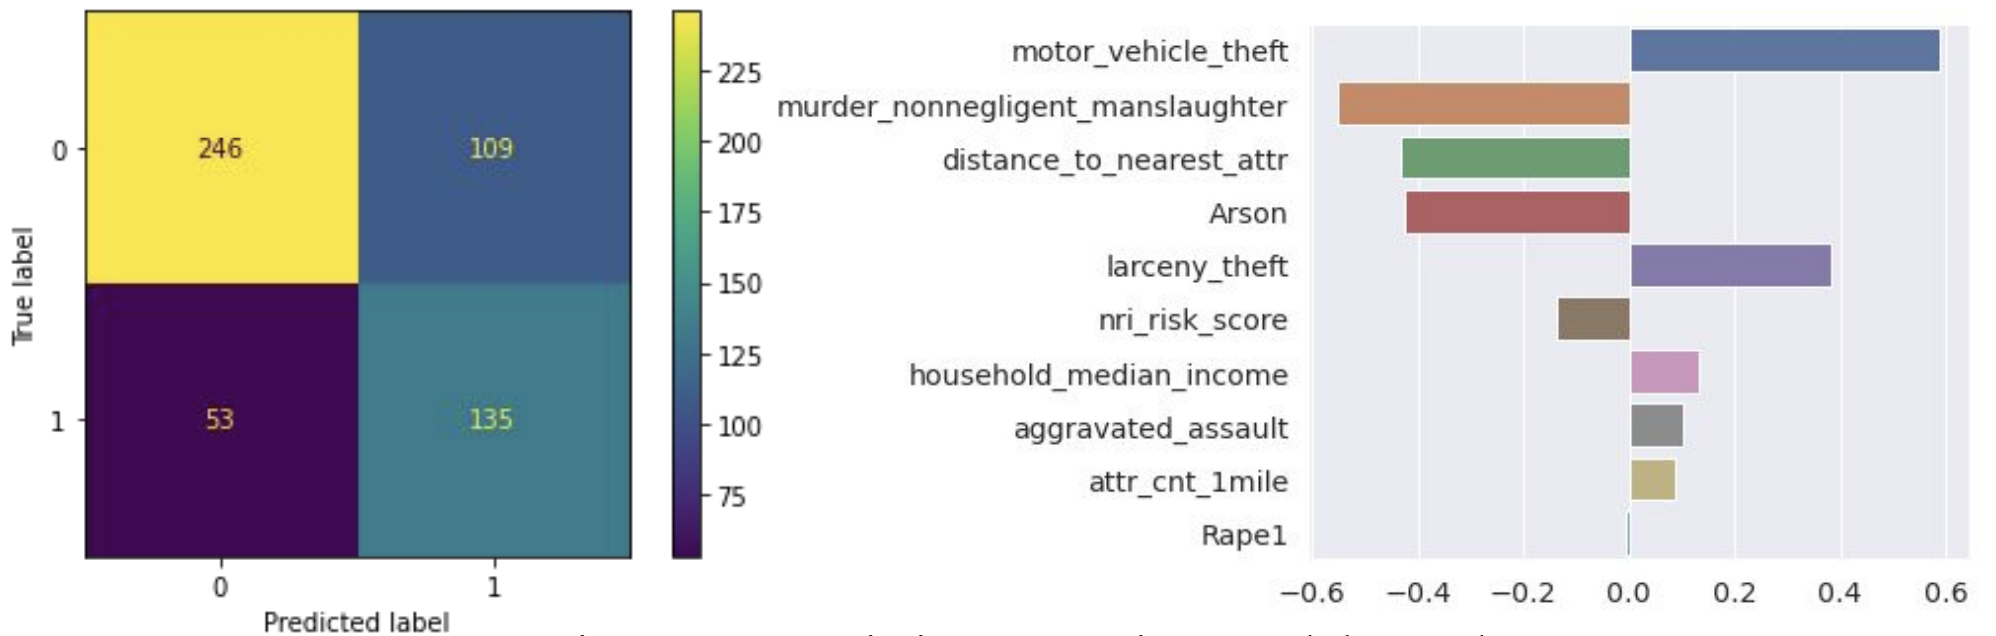 True label
0
1
246
109
53
135
0
1
Predicted label
225
200
175
150
125
100
75
motor_vehicle_theft
murder_nonnegligent_manslaughter
distance_to_nearest_attr
Arson
larceny_theft
nri_risk_score
household_median_income
aggravated_assault
attr_cnt_1mile
Rape1
−0.6 −0.4 −0.2 0.0 0.2 0.4 0.6